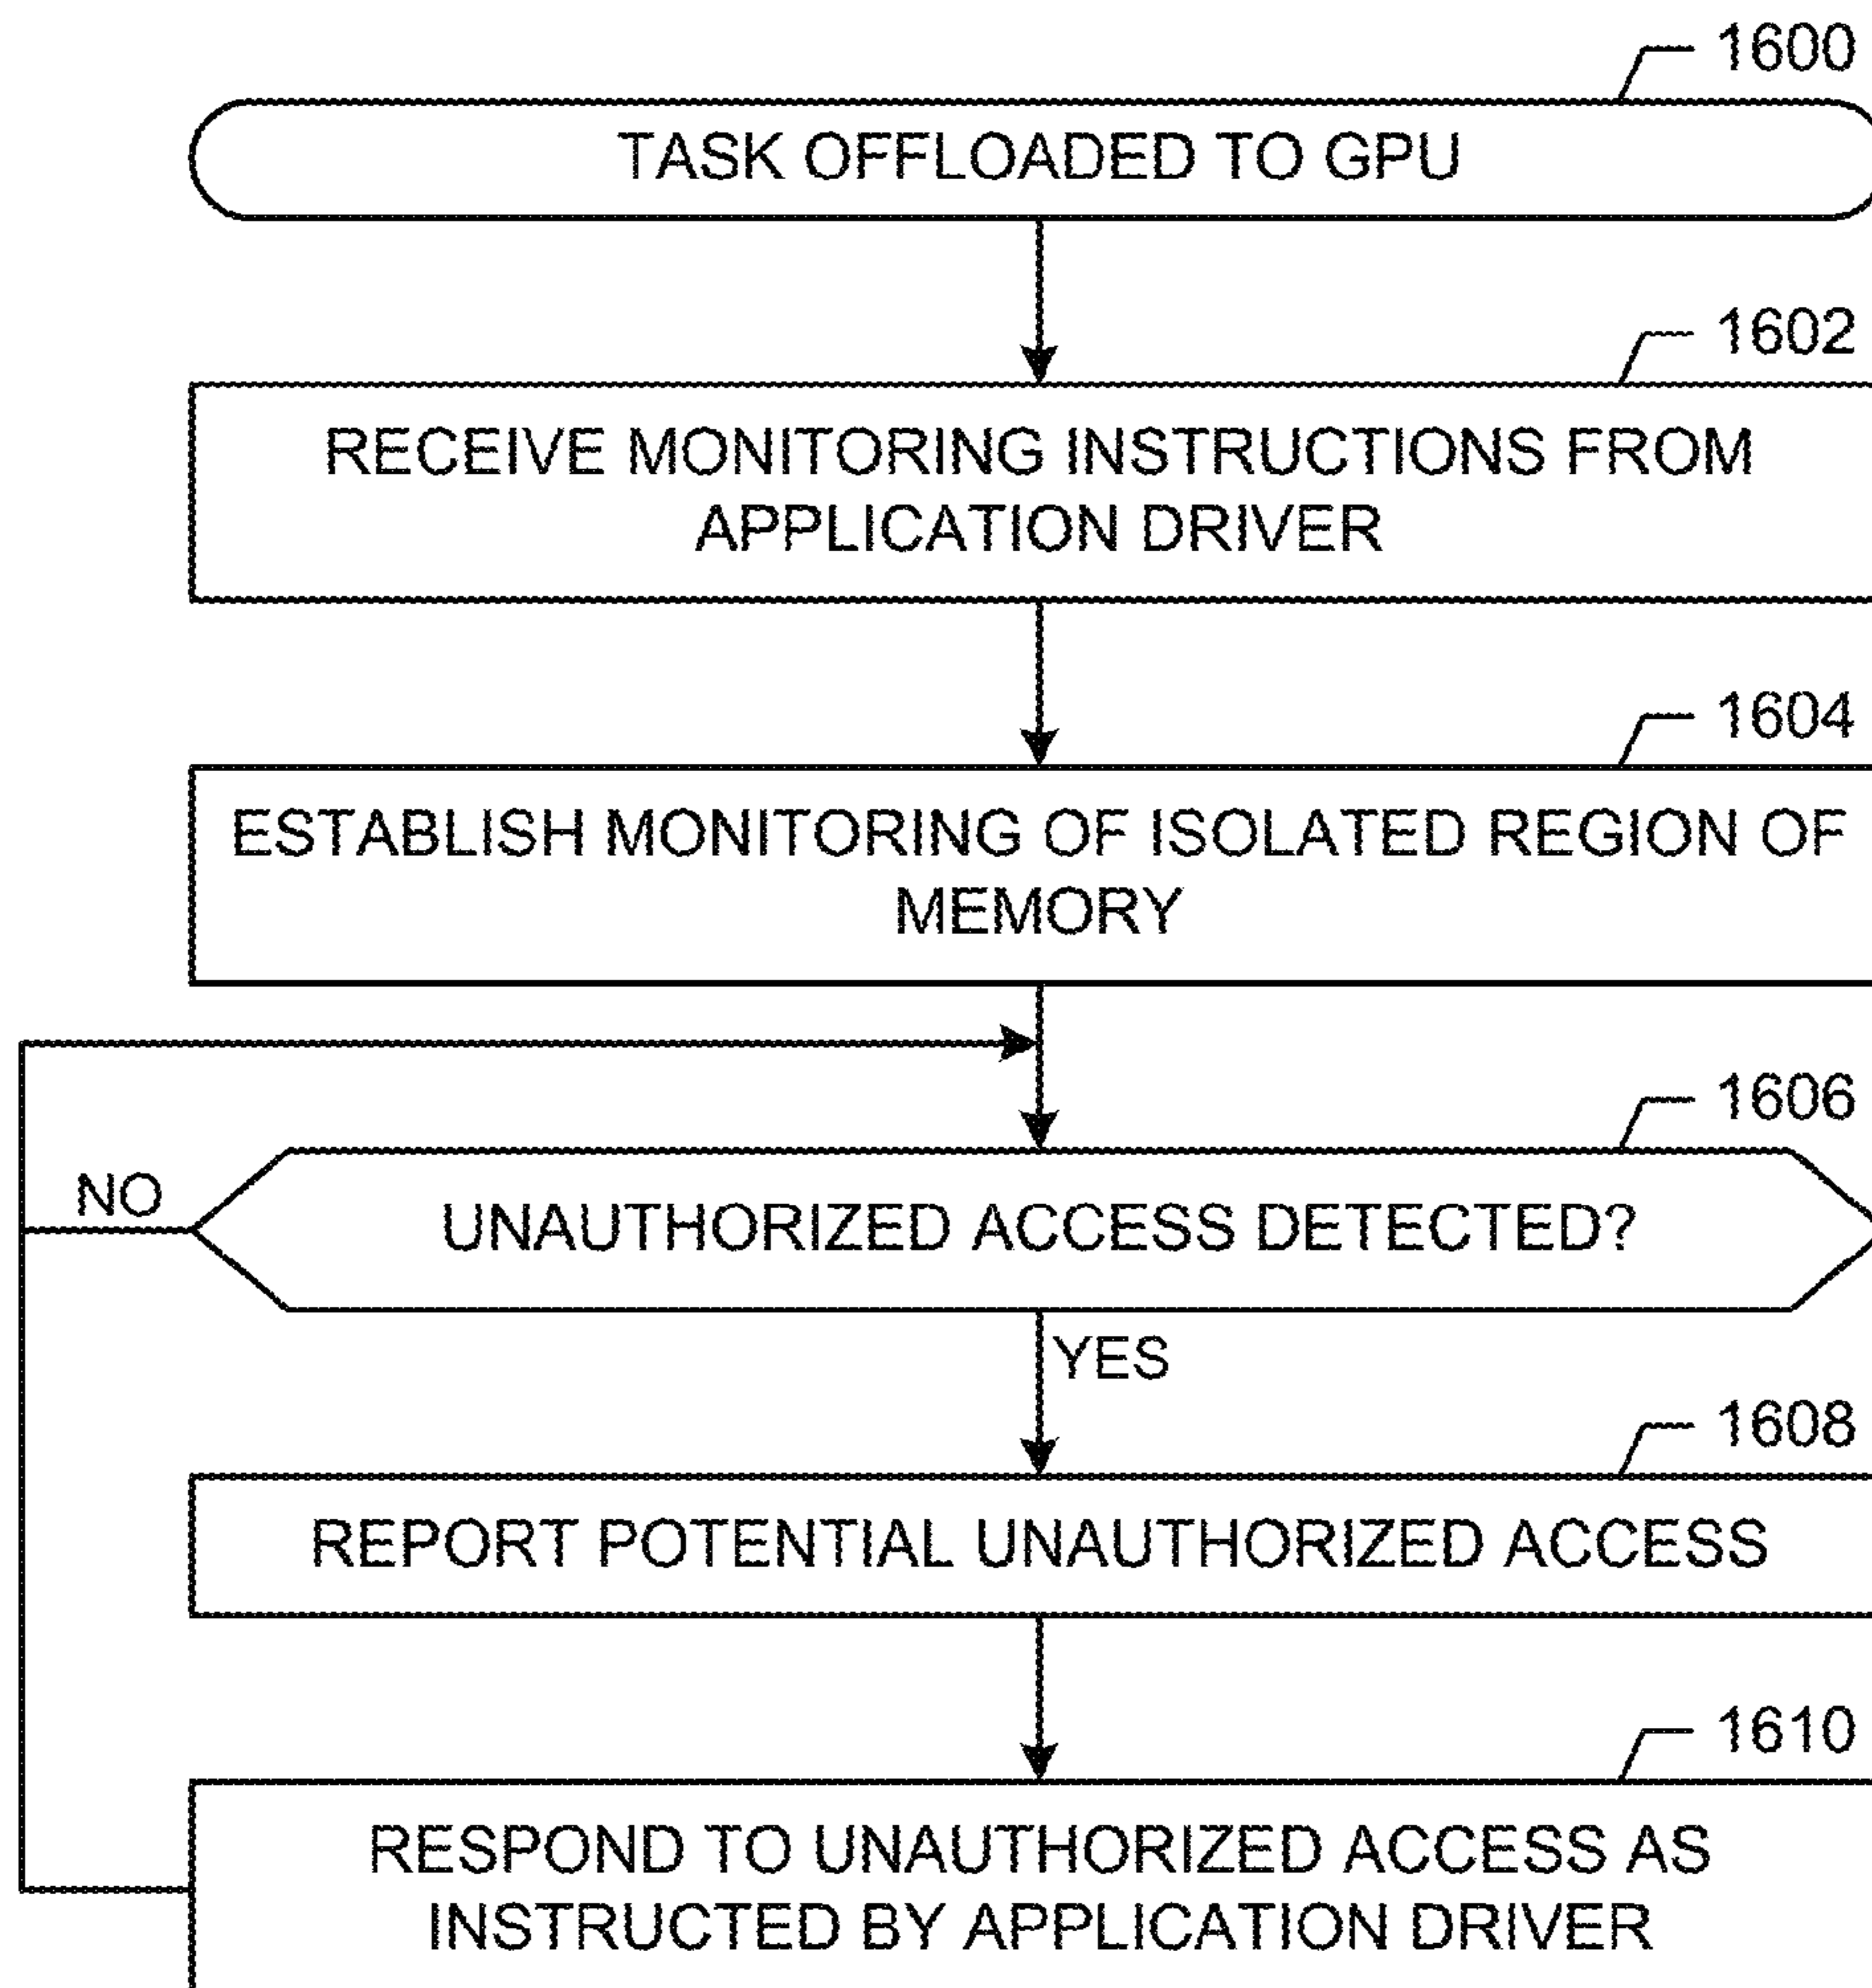 1600
TASK OFFLOADED TO GPU
1602
RECEIVE MONITORING INSTRUCTIONS FROM
APPLICATION DRIVER
1604
ESTABLISH MONITORING OF ISOLATED REGION OF
MEMORY
1606
NO
UNAUTHORIZED ACCESS DETECTED?
YES
1608
REPORT POTENTIAL UNAUTHORIZED ACCESS
1610
RESPOND TO UNAUTHORIZED ACCESS AS
INSTRUCTED BY APPLICATION DRIVER